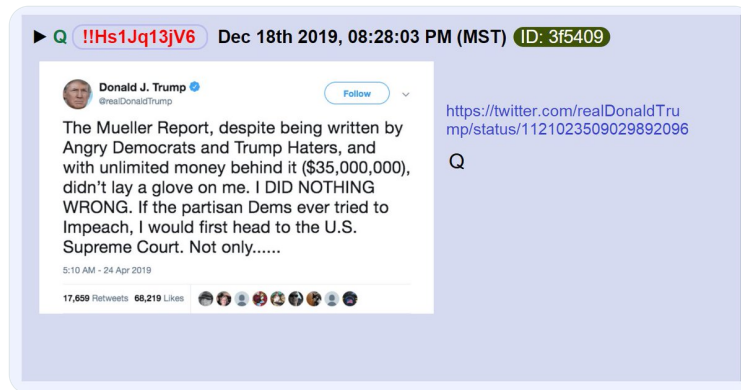 ▶ Q !!Hs1Jq13jV6 Dec 18th 2019, 08:28:03 PM (MST) ID: 3f5409
Donald J. Trump
@realDonaldTrump
Follow
The Mueller Report, despite being written by
Angry Democrats and Trump Haters, and
with unlimited money behind it ($35,000,000),
didn't lay a glove on me. I DID NOTHING
WRONG. If the partisan Dems ever tried to
Impeach, I would first head to the U.S.
Supreme Court. Not only......
5:10 AM - 24 Apr 2019
17,659 Retweets 68,219 Likes
https://twitter.com/realDonaldTru
mp/status/1121023509029892096
Q